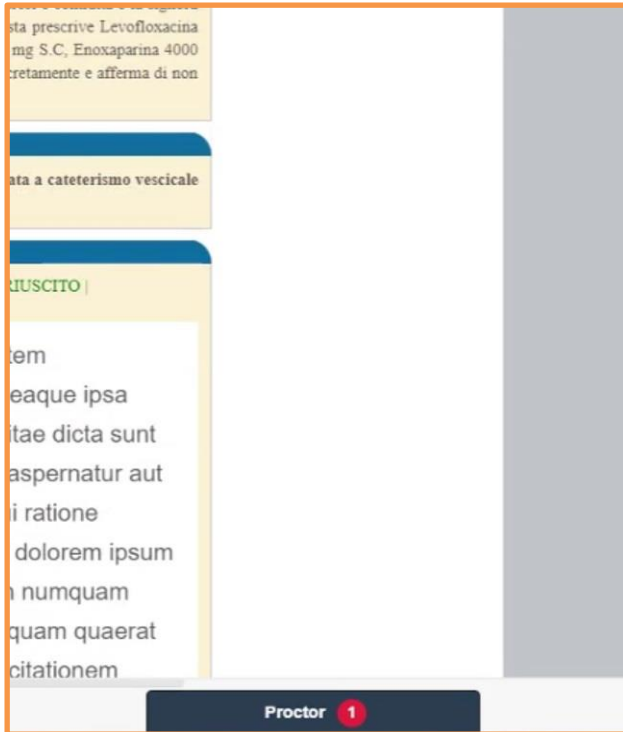 sta prescrive Levofloxacina
mg S.C, Enoxaparina 4000
cretamente e afferma di non
ata a cateterismo vescicale
RIUSCITO |
tem
eaque ipsa
itae dicta sunt
aspernatur aut
i ratione
dolorem ipsum
numquam
quam quaerat
citationem
Proctor 1